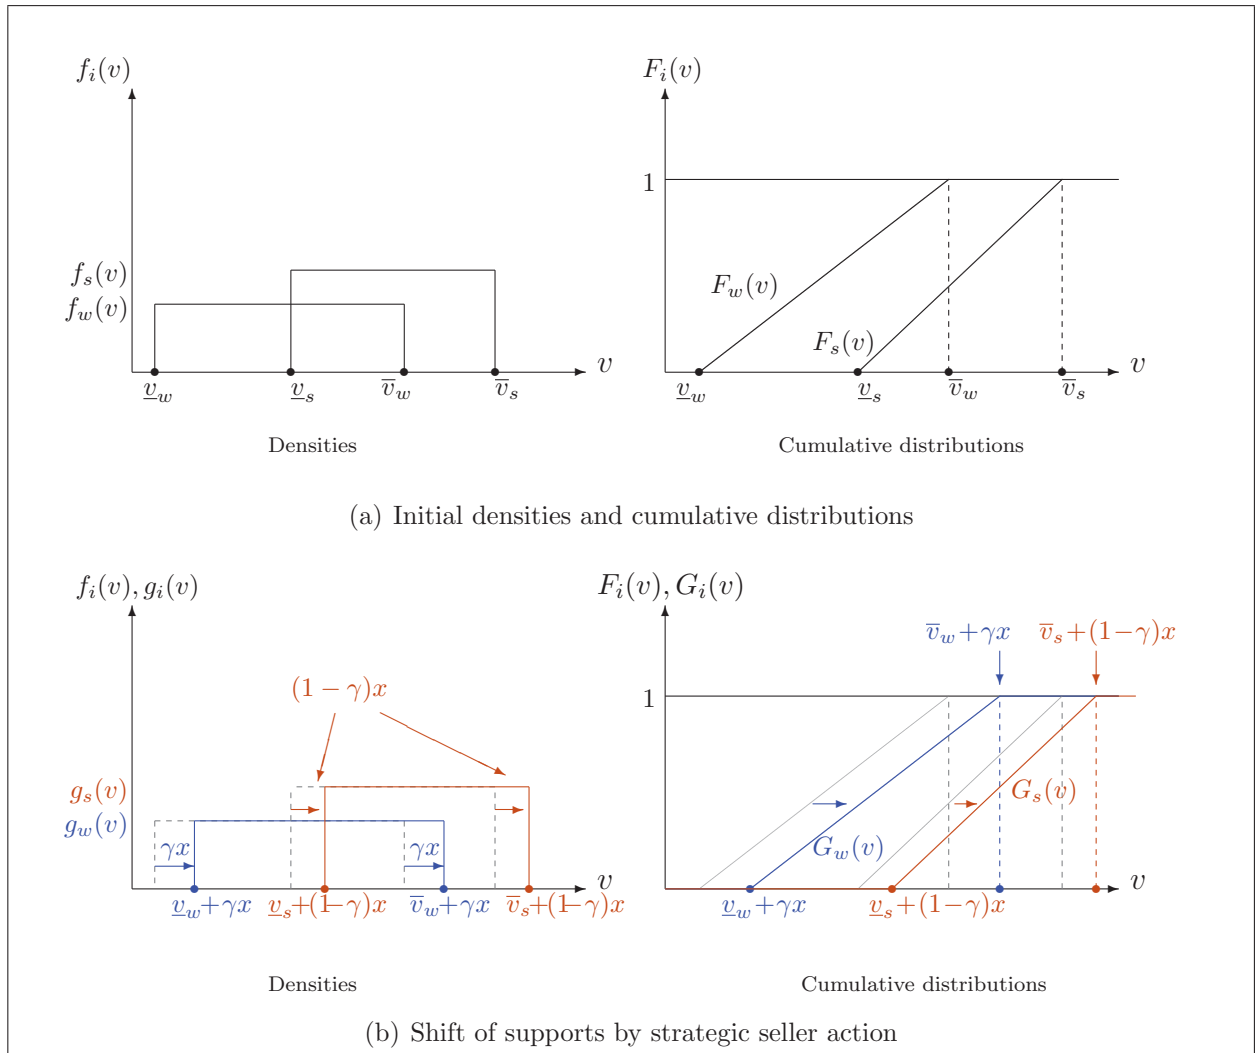 f_i(v)
F_i(v)
1
f_s(v)
f_w(v)
F_w(v)
F_s(v)
v
v
v̲_w
v̲_s
v̅_w
v̅_s
v̲_w
v̲_s
v̅_w
v̅_s
Densities
Cumulative distributions
(a) Initial densities and cumulative distributions
f_i(v), g_i(v)
F_i(v), G_i(v)
v̅_w+γx
v̅_s+(1−γ)x
(1 − γ)x
1
g_s(v)
g_w(v)
γx
γx
G_s(v)
G_w(v)
v
v
v̲_w+γx
v̲_s+(1−γ)x
v̅_w+γx
v̅_s+(1−γ)x
v̲_w+γx
v̲_s+(1−γ)x
Densities
Cumulative distributions
(b) Shift of supports by strategic seller action